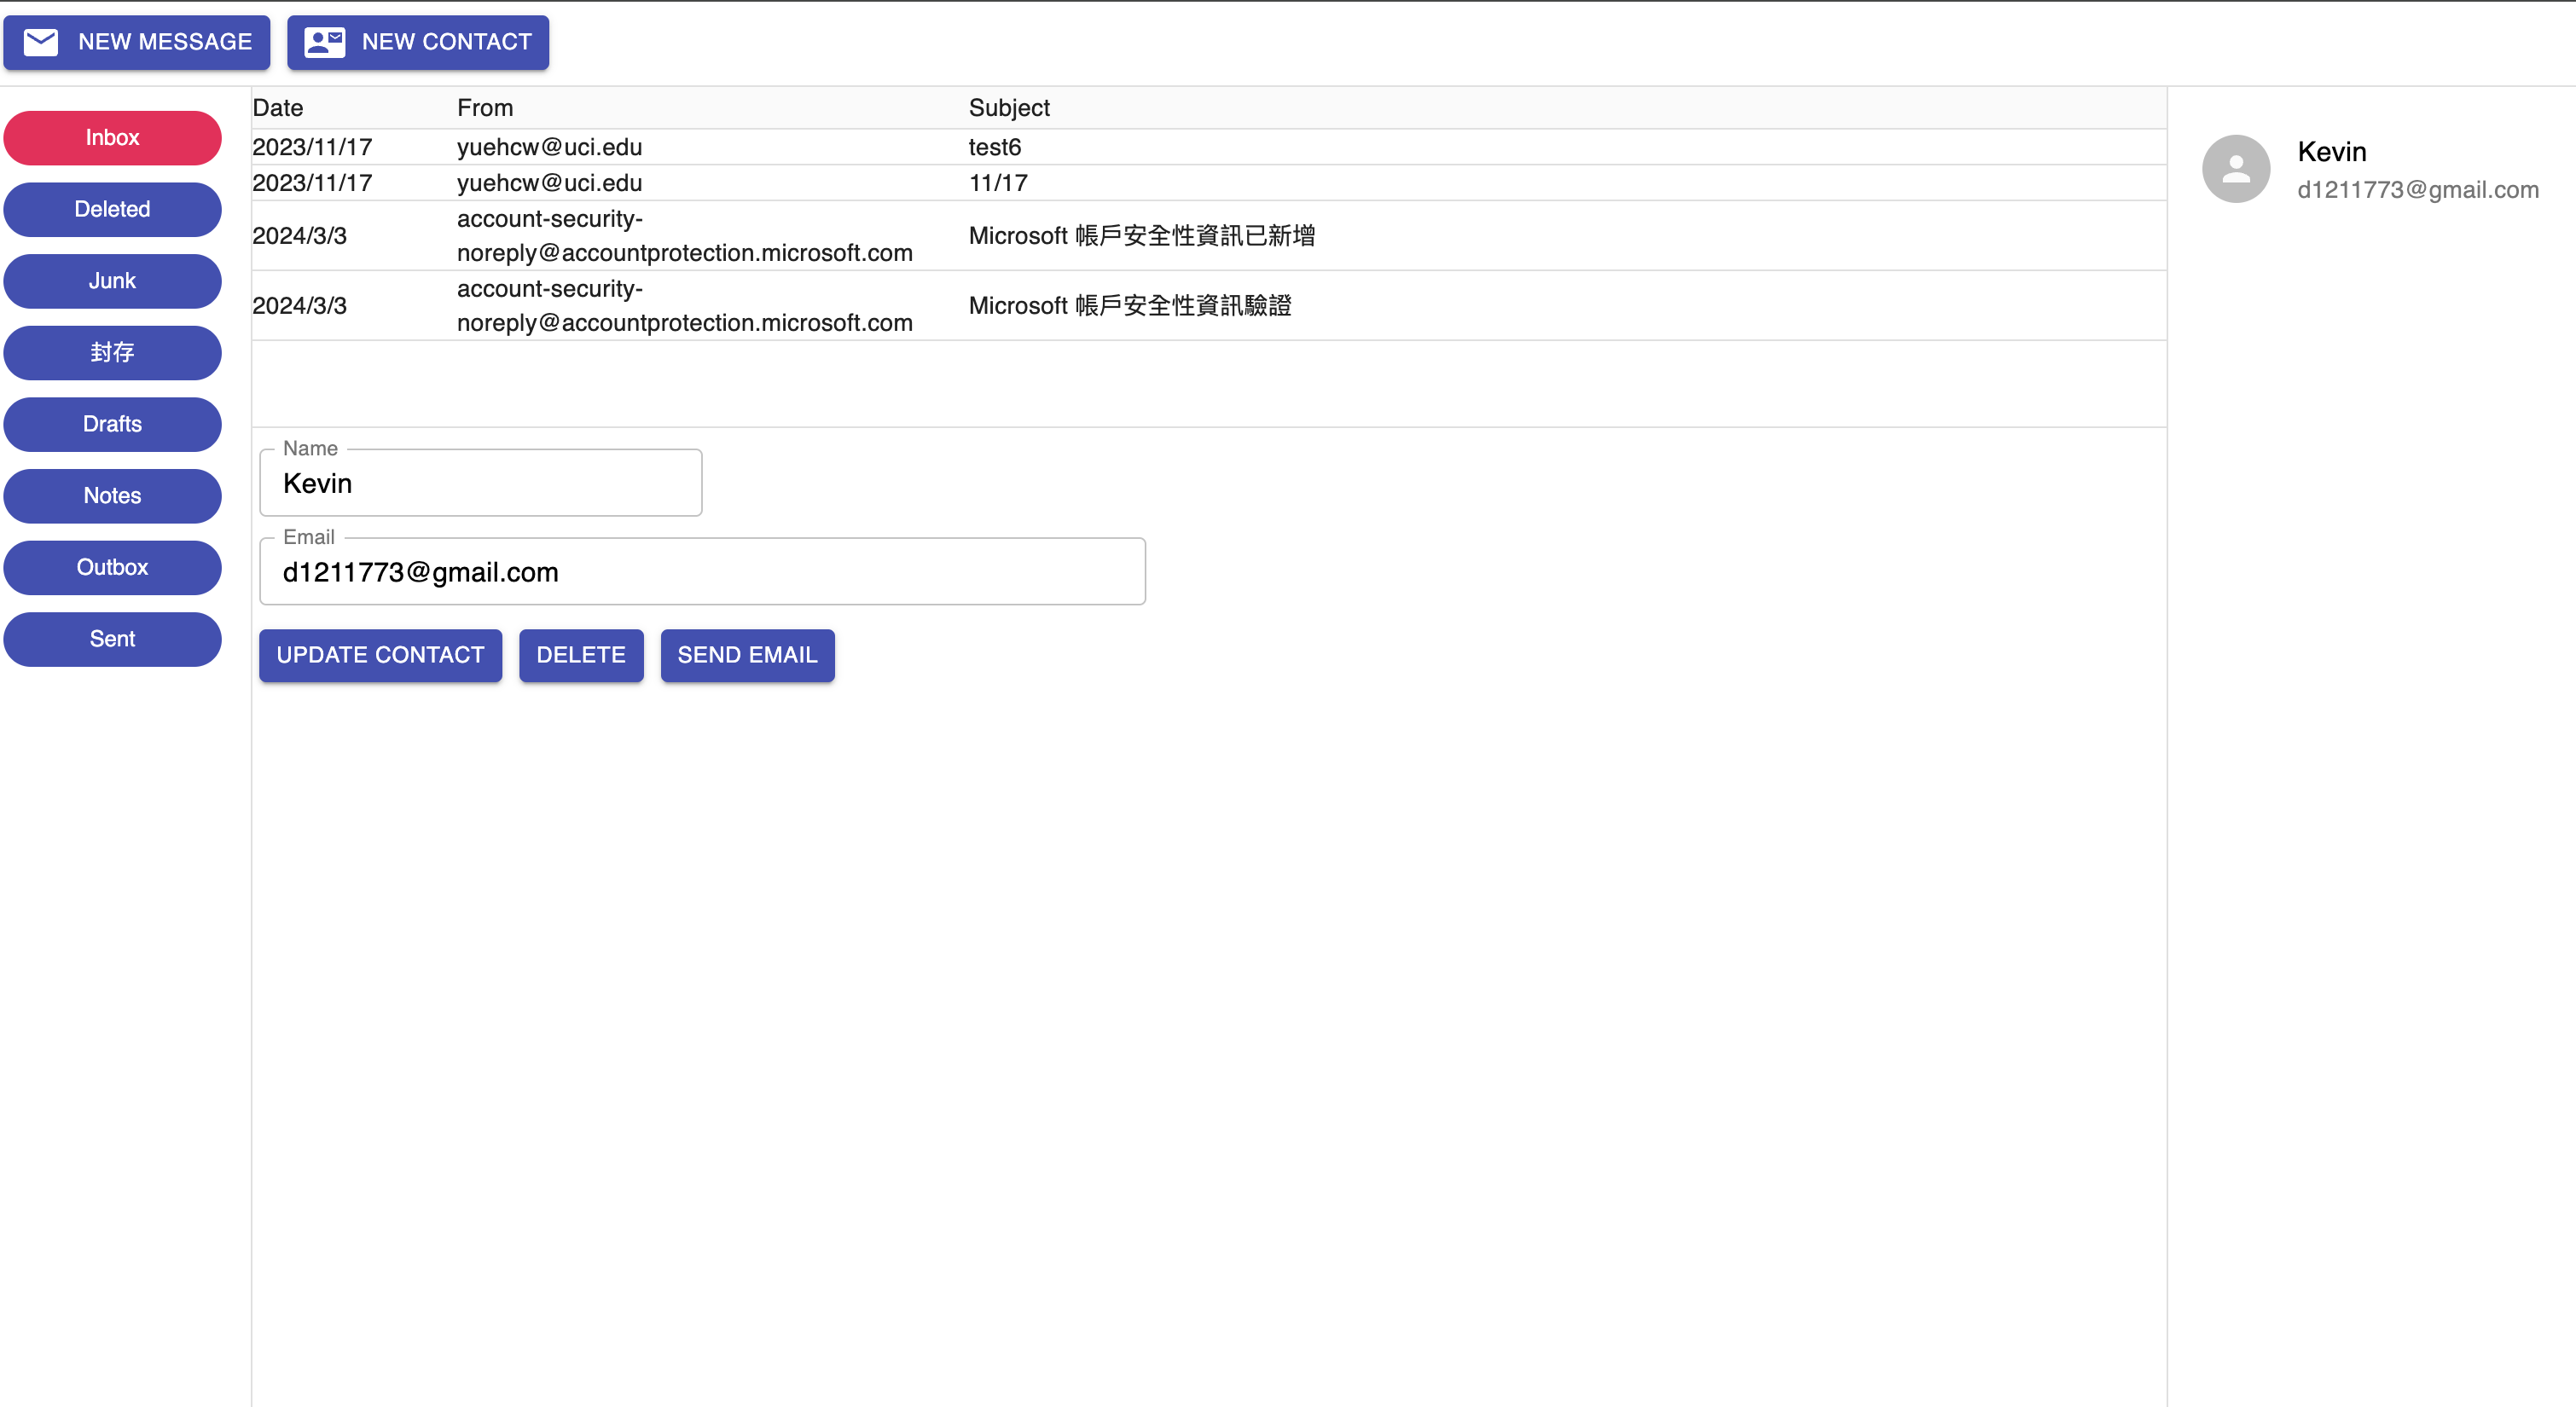 NEW MESSAGE NEW CONTACT
Inbox
Deleted
Junk
封存
Drafts
Notes
Outbox
Sent
Date From Subject
2023/11/17 yuehcw@uci.edu test6
2023/11/17 yuehcw@uci.edu 11/17
2024/3/3 account-security-
noreply@accountprotection.microsoft.com Microsoft 帳戶安全性資訊已新增
2024/3/3 account-security-
noreply@accountprotection.microsoft.com Microsoft 帳戶安全性資訊驗證
Name
Kevin
Email
d1211773@gmail.com
UPDATE CONTACT DELETE SEND EMAIL
Kevin
d1211773@gmail.com